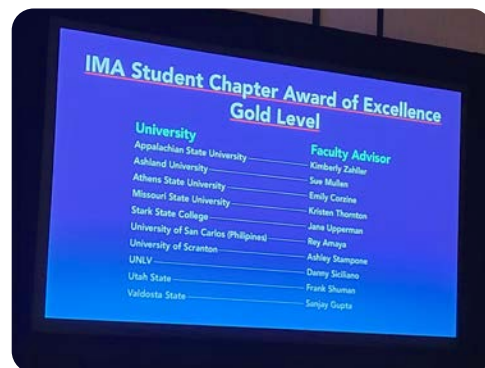 IMA Student Chapter Award of Excellence
Gold Level
University Faculty Advisor
Appalachian State University Kimberly Zahller
Ashland University Sue Mullen
Athens State University Emily Corzine
Missouri State University Kristen Thornton
Stark State College Jane Upperman
University of San Carlos (Philipines) Rey Amaya
University of Scranton Ashley Stampone
UNLV Danny Siciliano
Utah State Frank Shuman
Valdosta State Sanjay Gupta